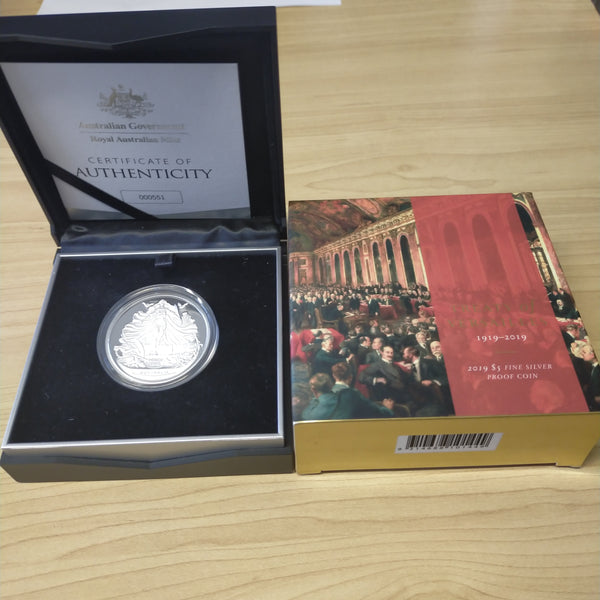 Australian Government
Royal Australian Mint
CERTIFICATE OF
AUTHENTICITY
000551
1919–2019
2019 $5 FINE SILVER
PROOF COIN